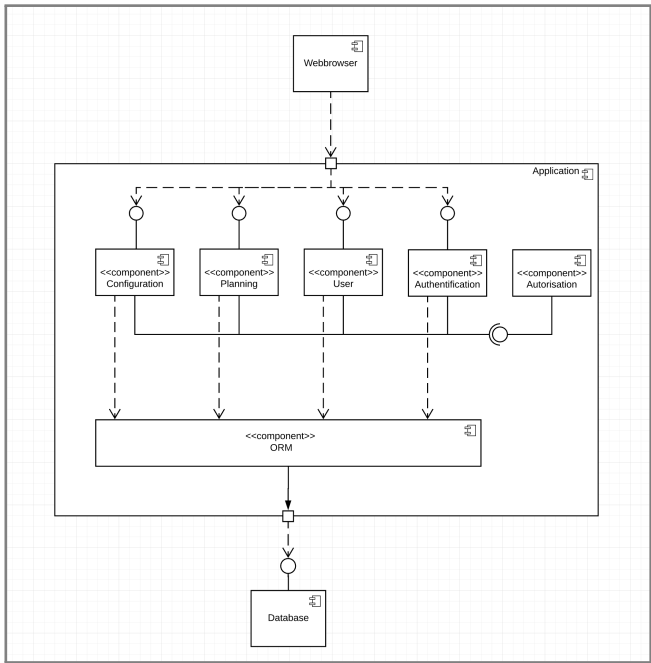 Webbrowser
Application
<<component>>
Configuration
<<component>>
Planning
<<component>>
User
<<component>>
Authentification
<<component>>
Autorisation
<<component>>
ORM
Database